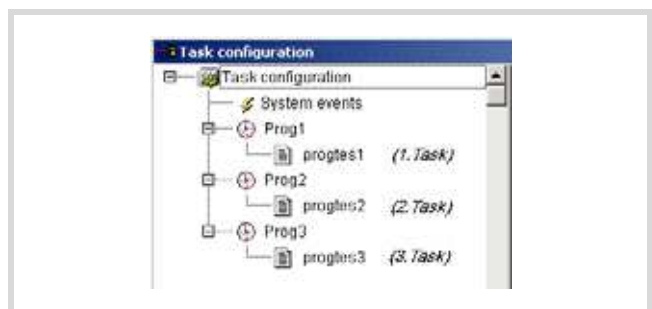 Task configuration
Task configuration
System events
Prog1
progtes1 (1.Task)
Prog2
progtes2 (2.Task)
Prog3
progtes3 (3.Task)